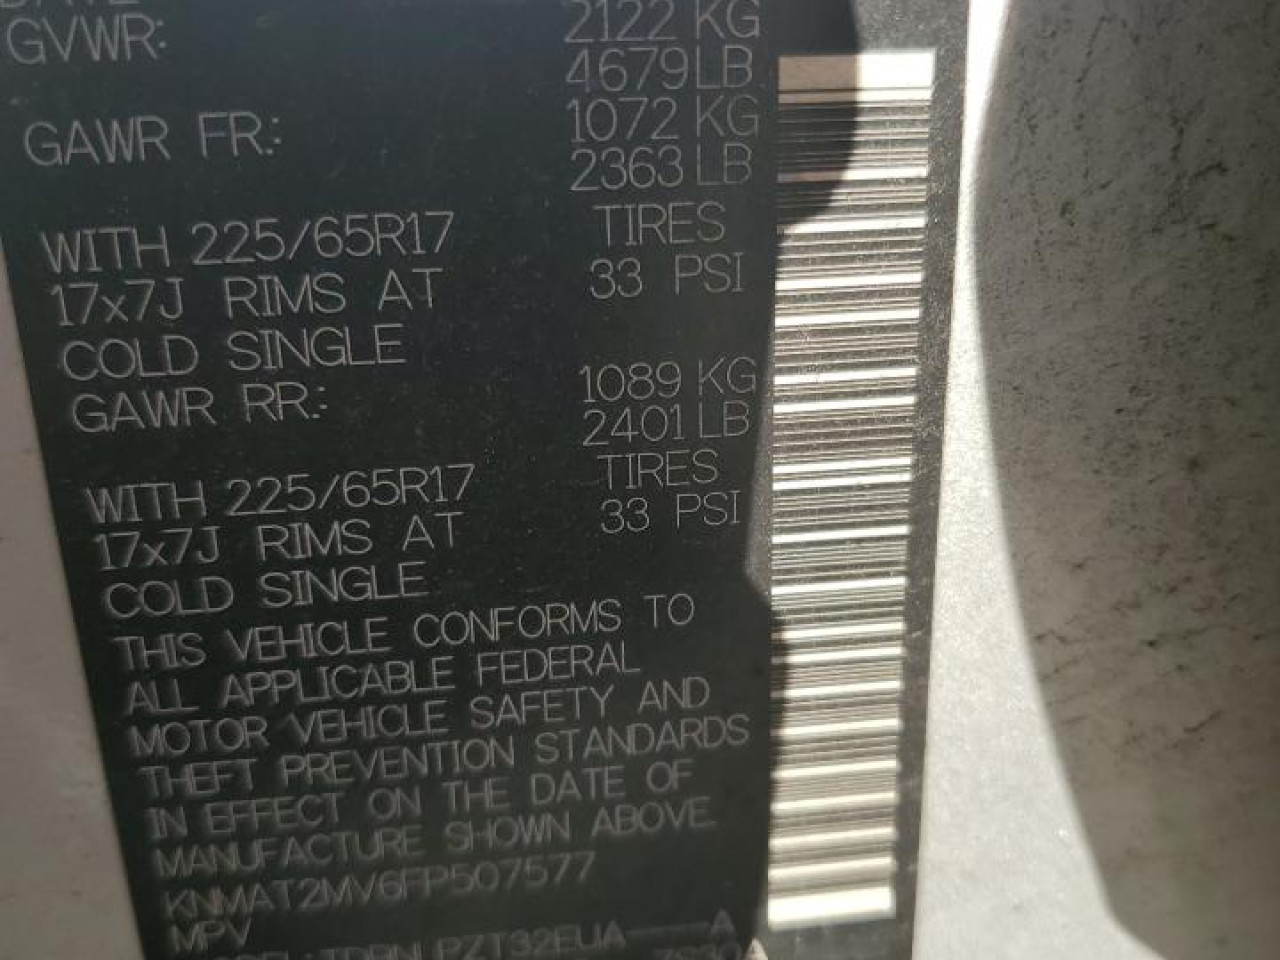 GVWR: 2122 KG
4679 LB
GAWR FR.: 1072 KG
2363 LB
WITH 225/65R17 TIRES
17x7J RIMS AT 33 PSI
COLD SINGLE
GAWR RR.: 1089 KG
2401 LB
WITH 225/65R17 TIRES
17x7J RIMS AT 33 PSI
COLD SINGLE
THIS VEHICLE CONFORMS TO
ALL APPLICABLE FEDERAL
MOTOR VEHICLE SAFETY AND
THEFT PREVENTION STANDARDS
IN EFFECT ON THE DATE OF
MANUFACTURE SHOWN ABOVE.
KNMAT2MV6FP507577
MPV